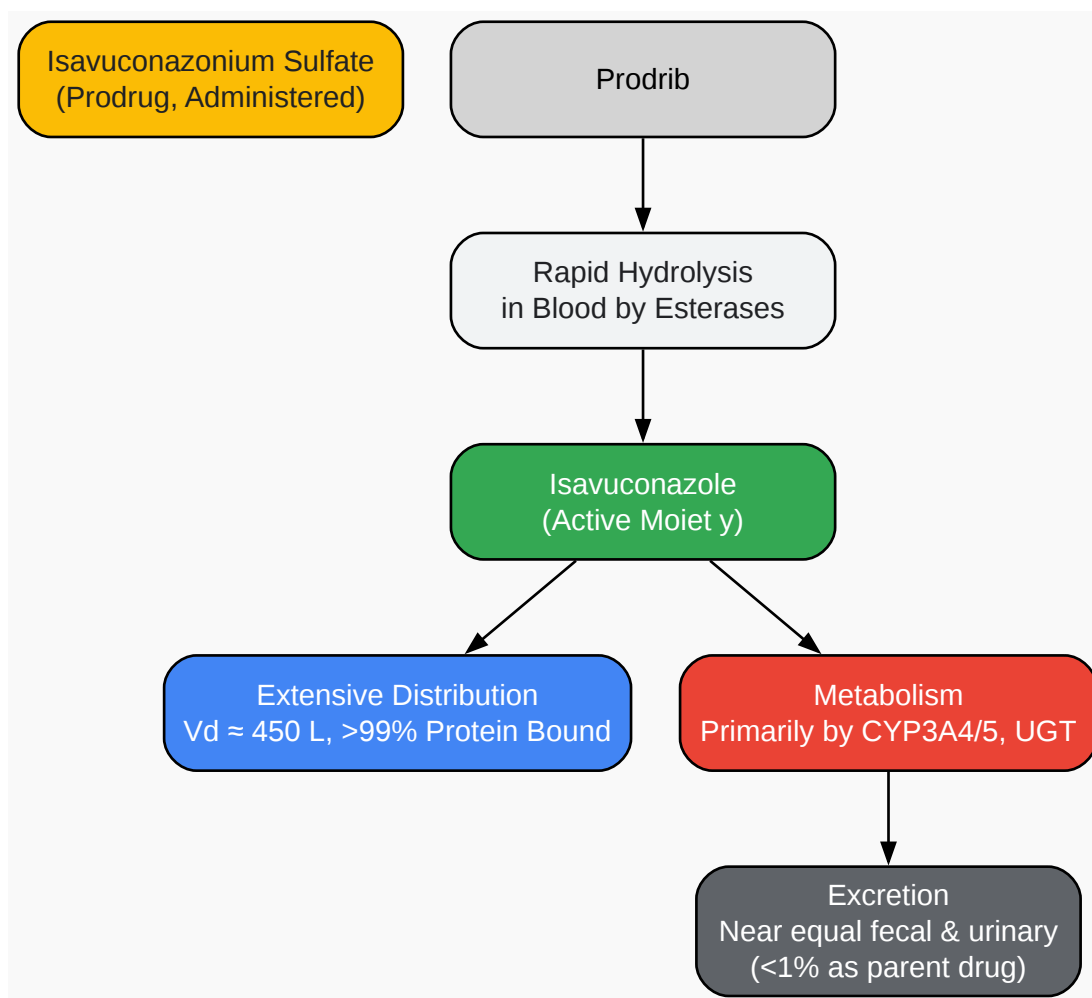 Isavuconazonium Sulfate
(Prodrug, Administered)
Prodrib
Rapid Hydrolysis
in Blood by Esterases
Isavuconazole
(Active Moiet y)
Extensive Distribution
Vd ≈ 450 L, >99% Protein Bound
Metabolism
Primarily by CYP3A4/5, UGT
Excretion
Near equal fecal & urinary
(<1% as parent drug)